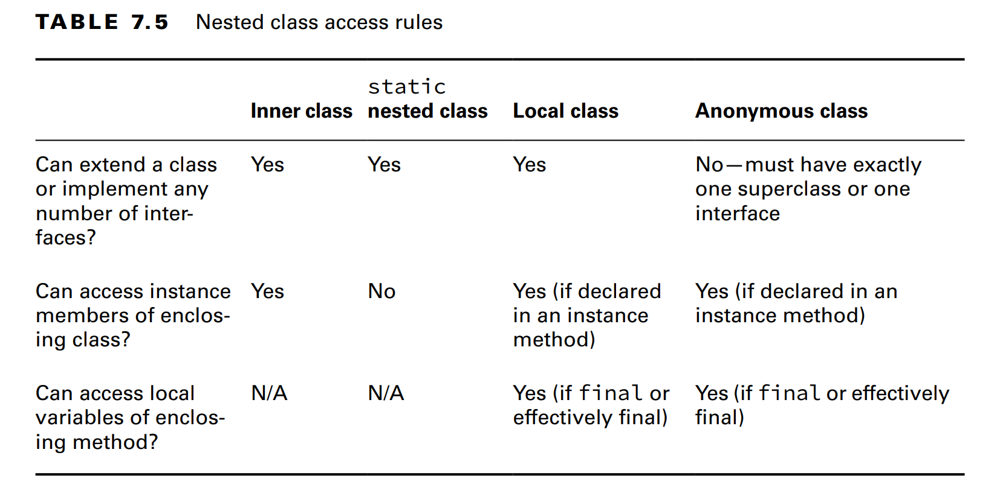 TABLE 7.5 Nested class access rules
Inner class static nested class Local class Anonymous class
Can extend a class Yes Yes Yes No—must have exactly
or implement any one superclass or one
number of inter- interface
faces?
Can access instance Yes No Yes (if declared Yes (if declared in an
members of enclos- in an instance instance method)
ing class? method)
Can access local N/A N/A Yes (if final or Yes (if final or effectively
variables of enclos- effectively final) final)
ing method?